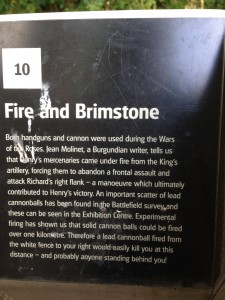 10
Fire and Brimstone
Both handguns and cannon were used during the Wars
of the Roses. Jean Molinet, a Burgundian writer, tells us
that Henry's mercenaries came under fire from the King's
artillery, forcing them to abandon a frontal assault and
attack Richard's right flank – a manoeuvre which ultimately
contributed to Henry's victory. An important scatter of lead
cannonballs has been found in the Battlefield survey and
these can be seen in the Exhibition Centre. Experimental
firing has shown us that solid cannon balls could be fired
over one kilometre. Therefore a lead cannonball fired from
the white fence to your right would easily kill you at this
distance – and probably anyone standing behind you!